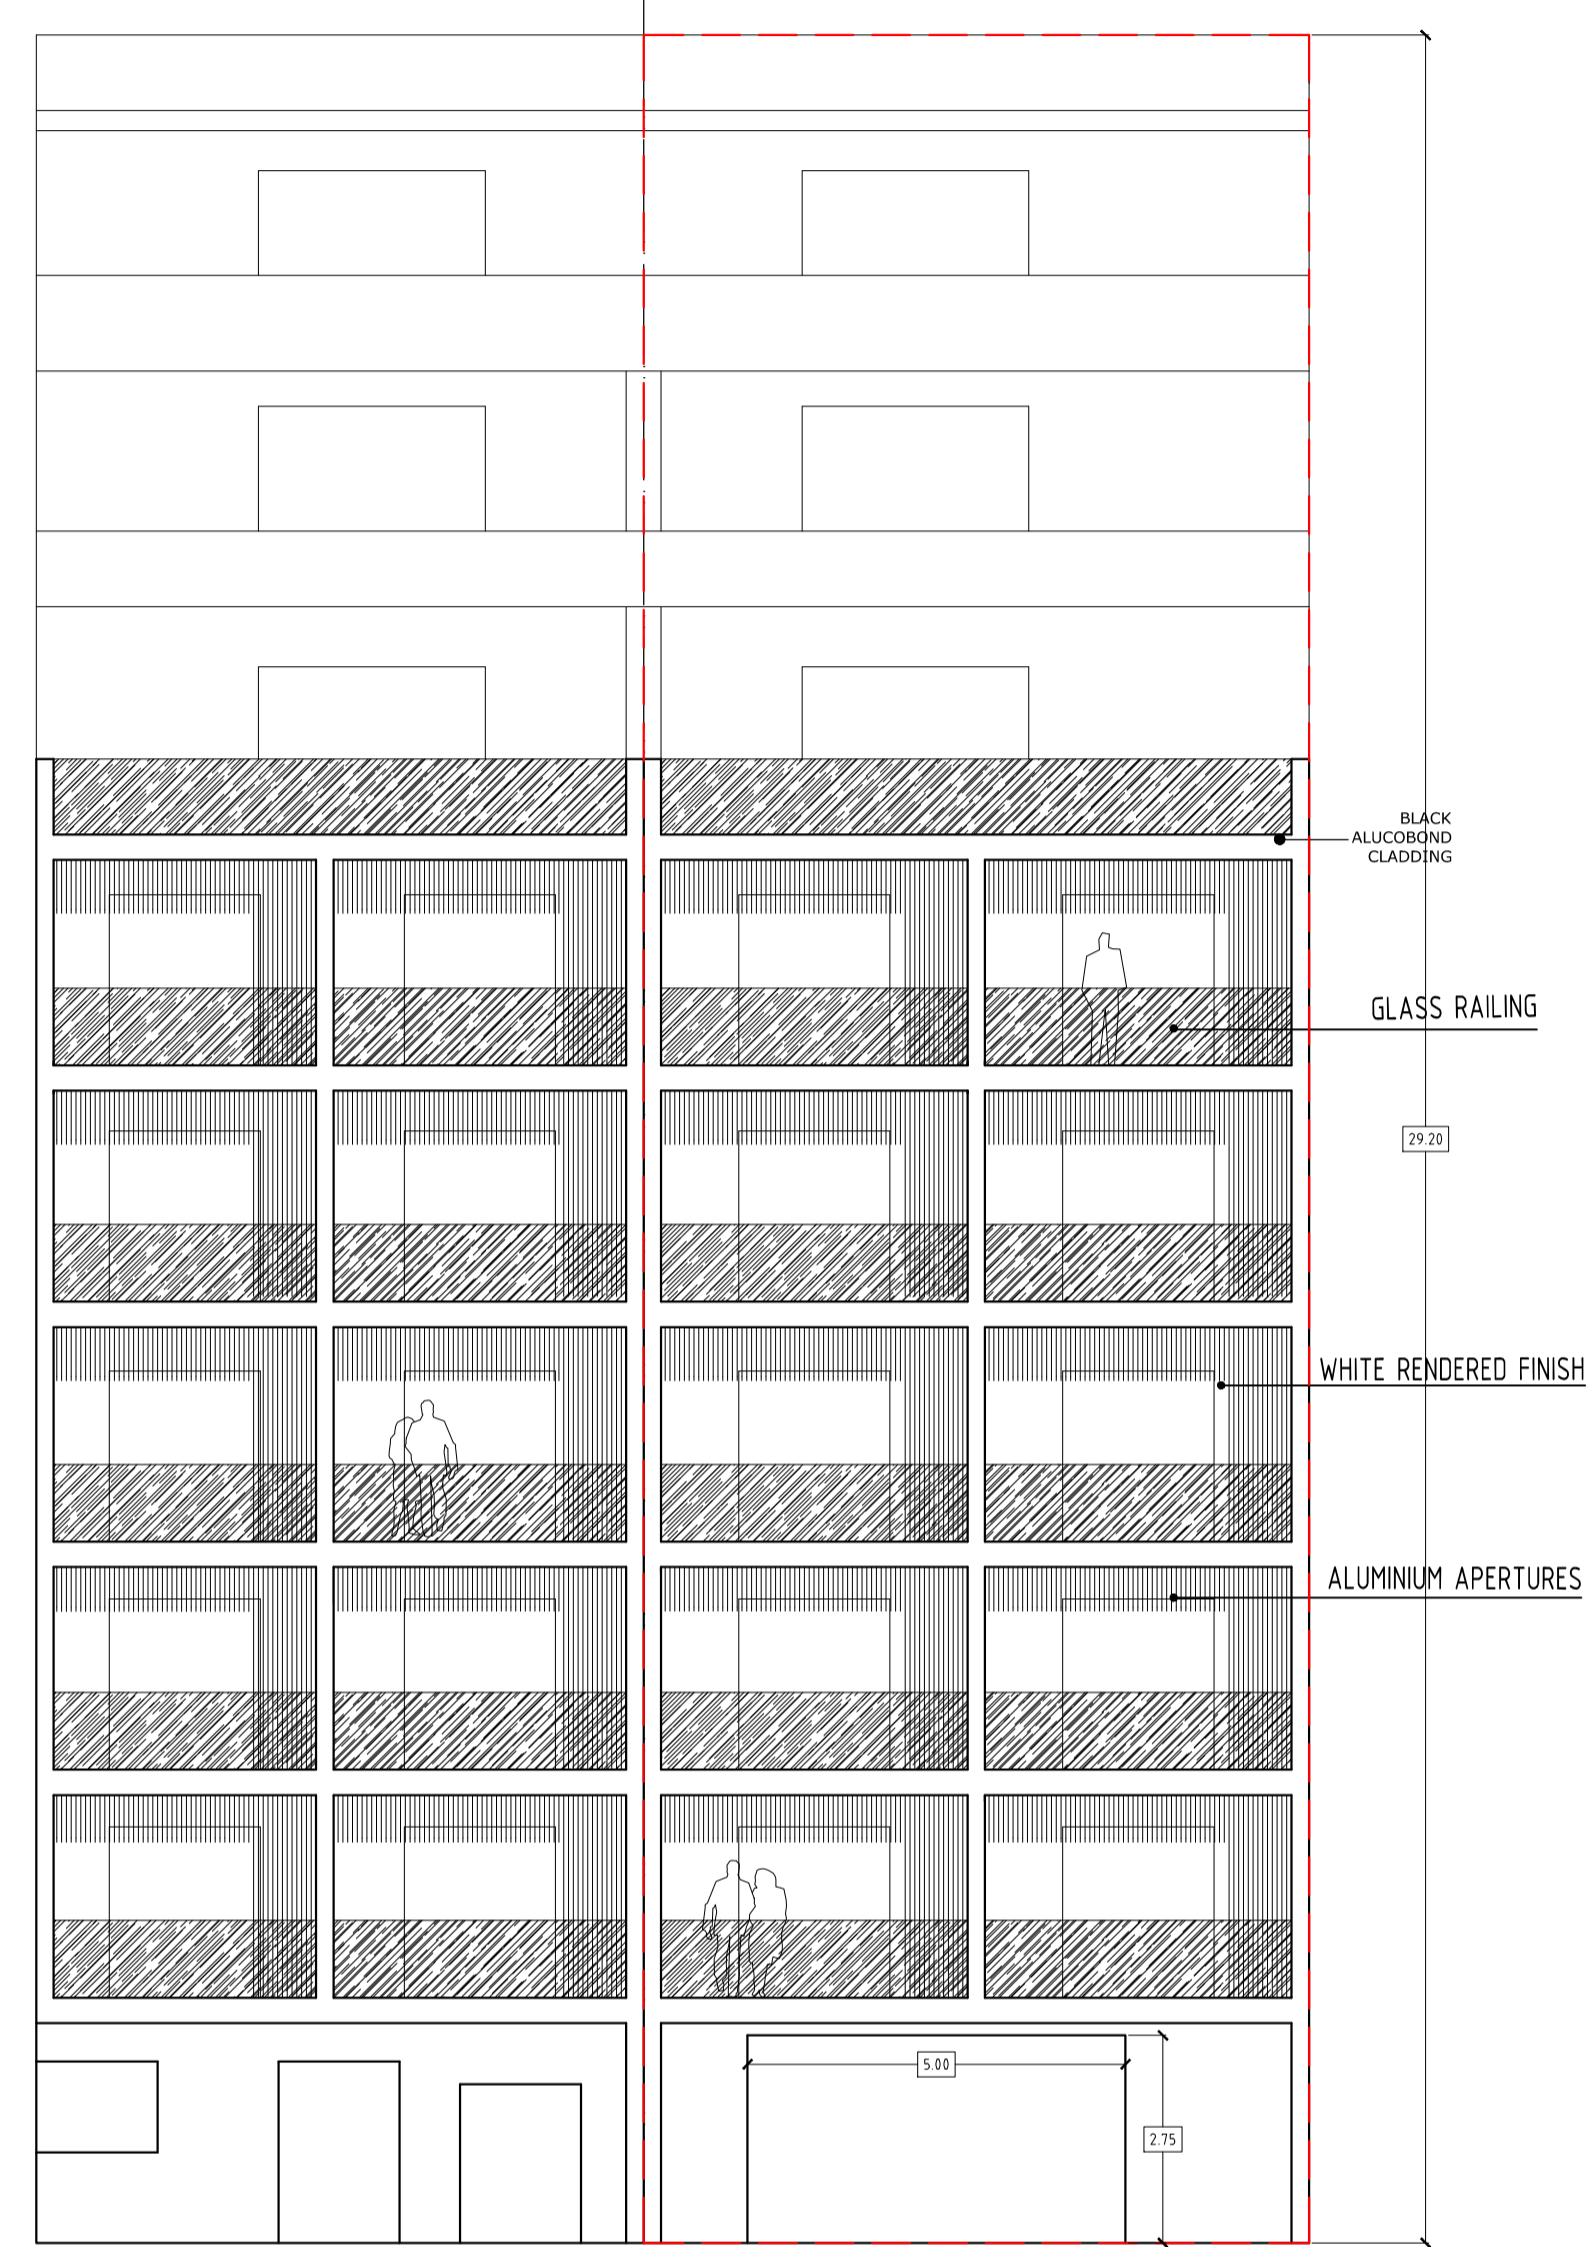 BLACK
ALUCOBOND
CLADDING
GLASS RAILING
29.20
WHITE RENDERED FINISH
ALUMINIUM APERTURES
5.00
2.75